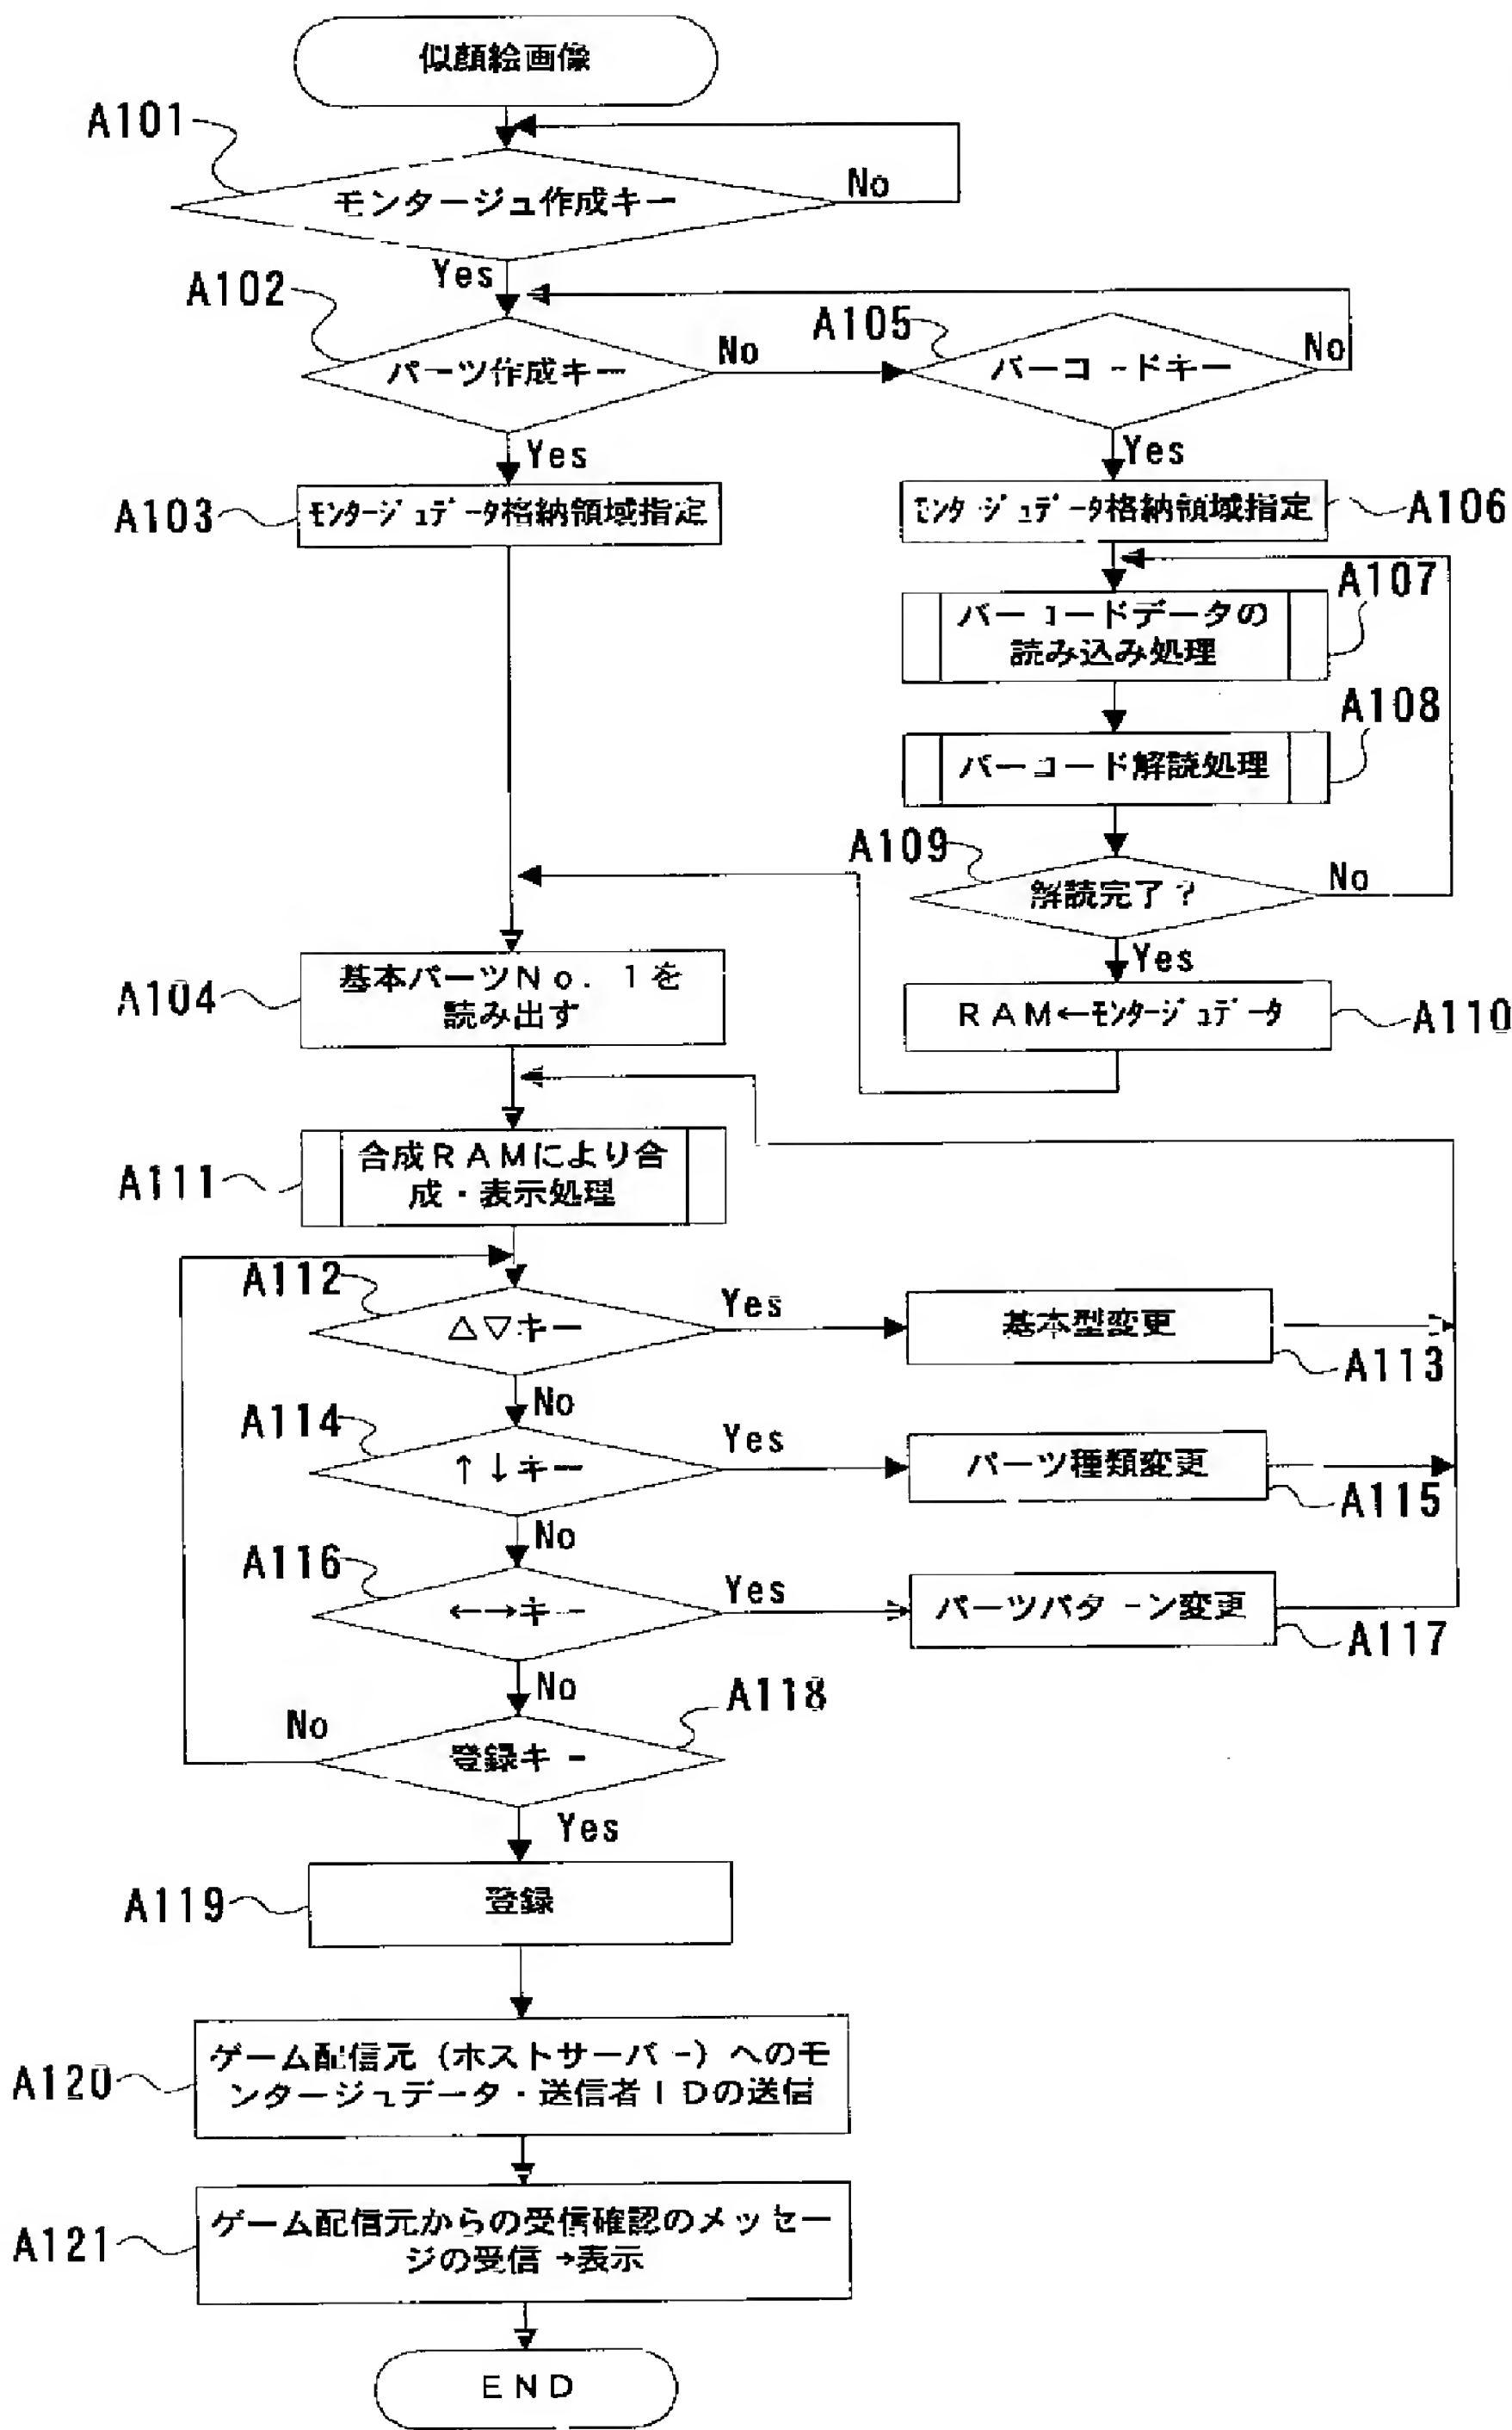 似顔絵画像
A101
モンタージュ作成キー
No
Yes
A102
パーツ作成キー
No
A105
バーコードキー
No
Yes
Yes
A103
モンタージュデータ格納領域指定
モンタージュデータ格納領域指定
A106
A107
バーコードデータの
読み込み処理
A108
バーコード解読処理
A109
解読完了?
No
Yes
A104
基本パーツNo.1を
読み出す
RAM←モンタージュデータ
A110
A111
合成RAMにより合
成・表示処理
A112
△▽キー
Yes
基本型変更
A113
No
A114
↑↓キー
Yes
パーツ種類変更
A115
No
A116
←→キー
Yes
パーツパターン変更
A117
No
A118
No
登録キー
Yes
A119
登録
A120
ゲーム配信元(ホストサーバー)へのモ
ンタージュデータ・送信者IDの送信
A121
ゲーム配信元からの受信確認のメッセー
ジの受信→表示
END